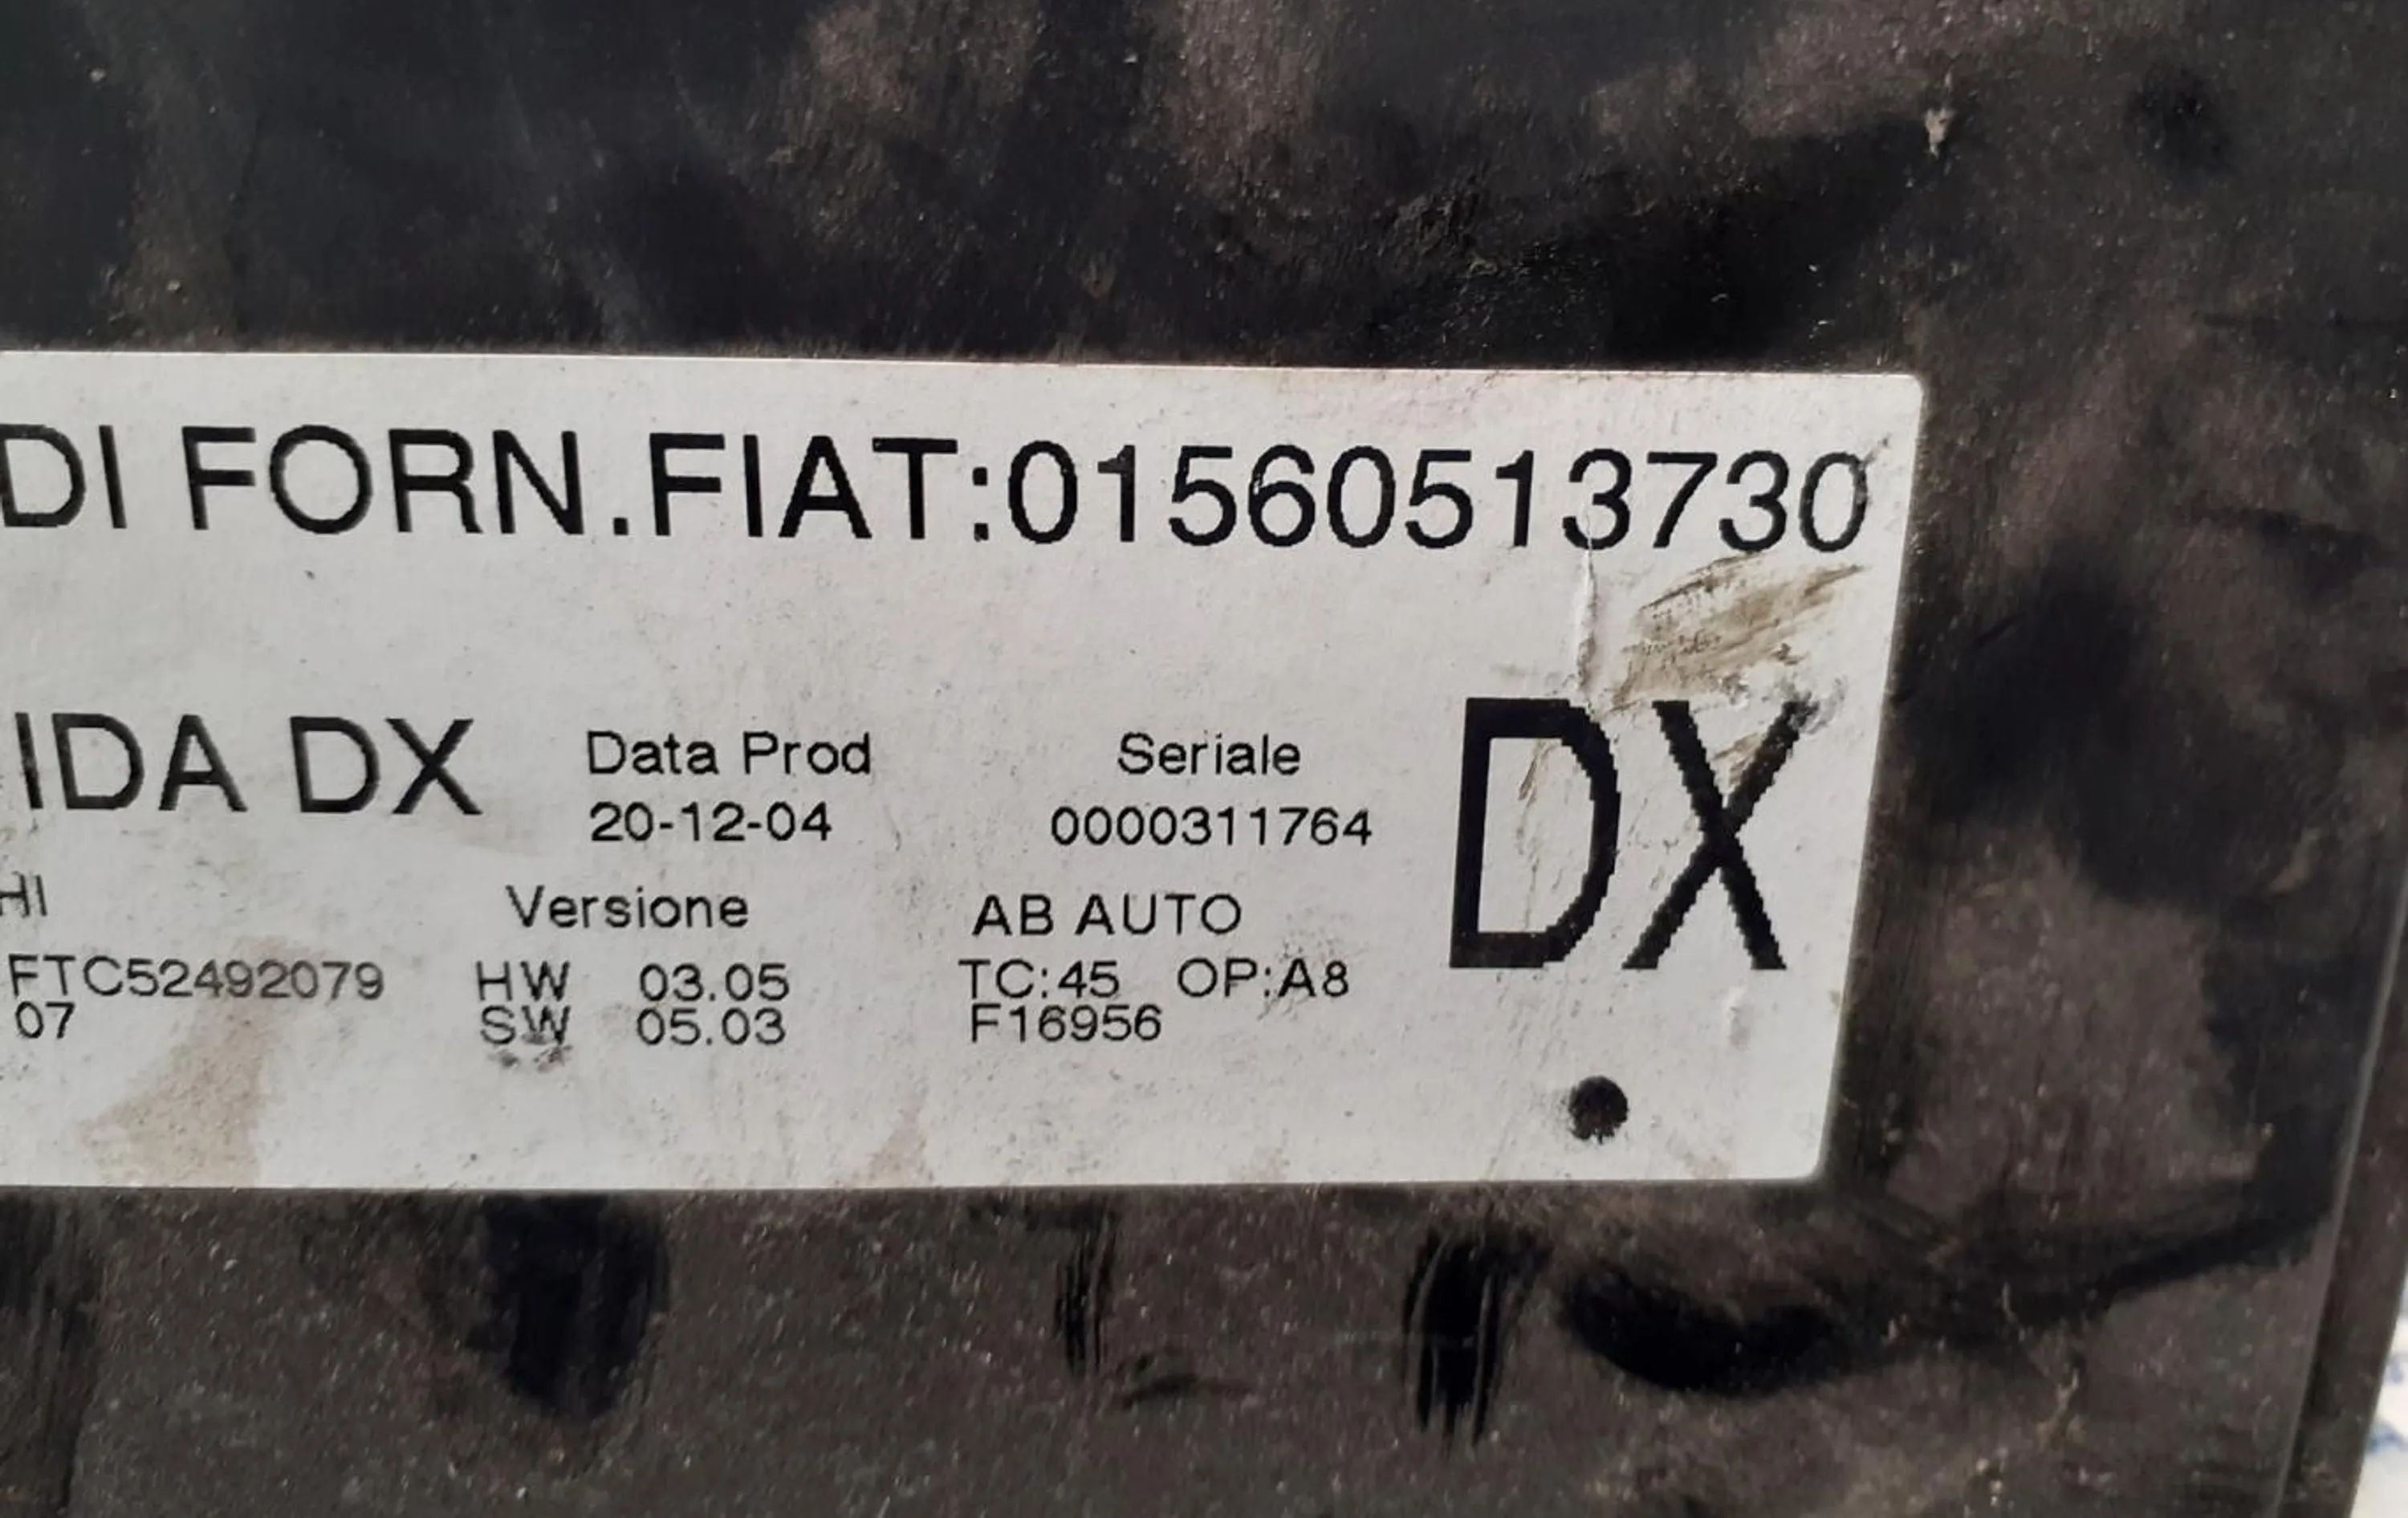 DI FORN.FIAT:01560513730
IDA DX
Data Prod
20-12-04
Seriale
0000311764
DX
HI
FTC52492079
07
Versione
HW 03.05
SW 05.03
AB AUTO
TC:45 OP:A8
F16956